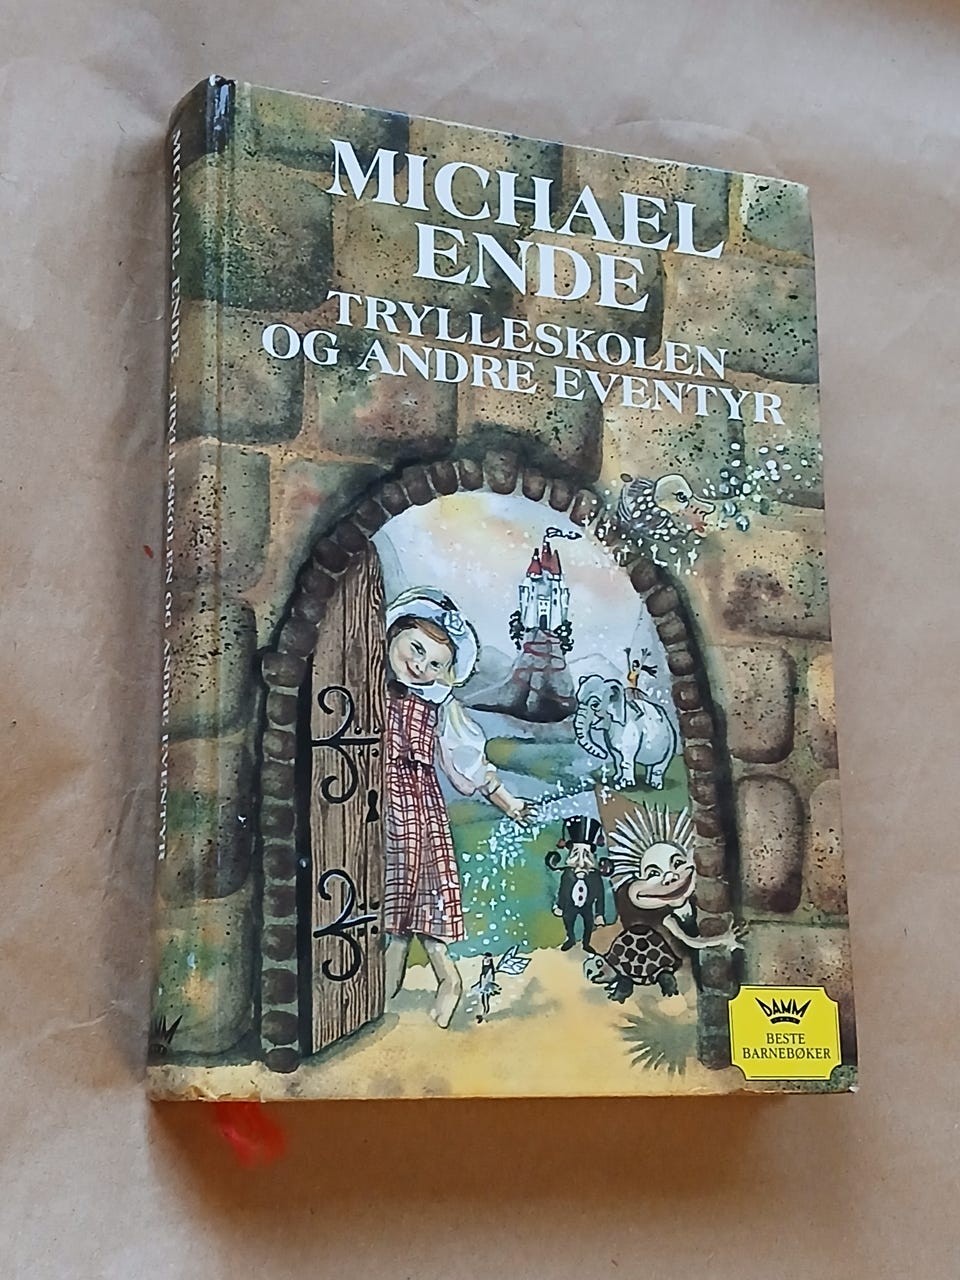 MICHAEL
ENDE
TRYLLESKOLEN
OG ANDRE EVENTYR
MICHAEL ENDE TRYLLESKOLEN OG ANDRE EVENTYR
DAMM
BESTE
BARNEBØKER